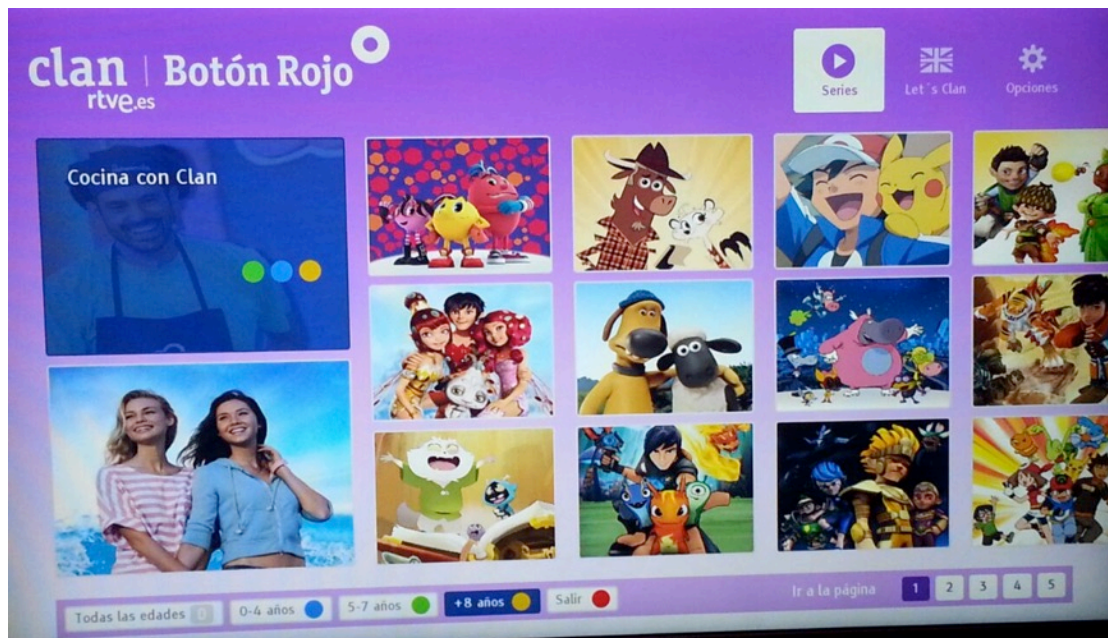 clan | Botón Rojo
rtve.es
Series
Let´s Clan
Opciones
Cocina con Clan
Todas las edades 0
0-4 años
5-7 años
+8 años
Salir
Ir a la página 1 2 3 4 5